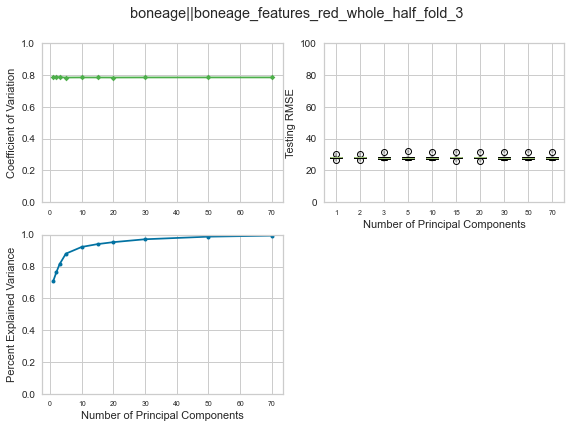 boneage||boneage_features_red_whole_half_fold_3
Coefficient of Variation
1.0
0.8
0.6
0.4
0.2
0.0
0 10 20 30 40 50 60 70
Testing RMSE
100
80
60
40
20
0
1 2 3 5 10 15 20 30 50 70
Number of Principal Components
Percent Explained Variance
1.0
0.8
0.6
0.4
0.2
0.0
0 10 20 30 40 50 60 70
Number of Principal Components